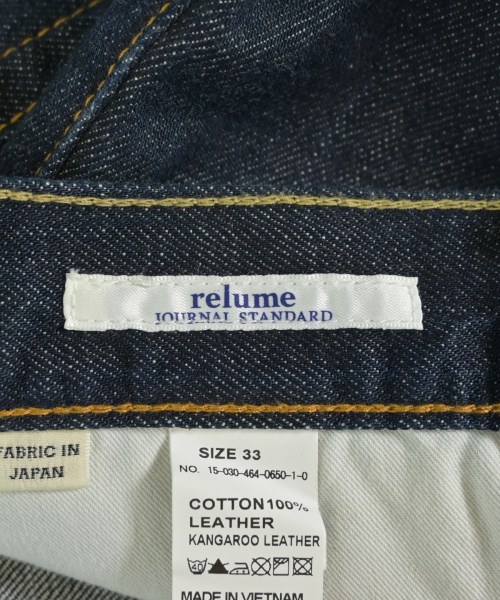 relume
JOURNAL STANDARD
FABRIC IN
JAPAN
SIZE 33
NO. 15-030-464-0650-1-0
COTTON100%
LEATHER
KANGAROO LEATHER
40
MADE IN VIETNAM